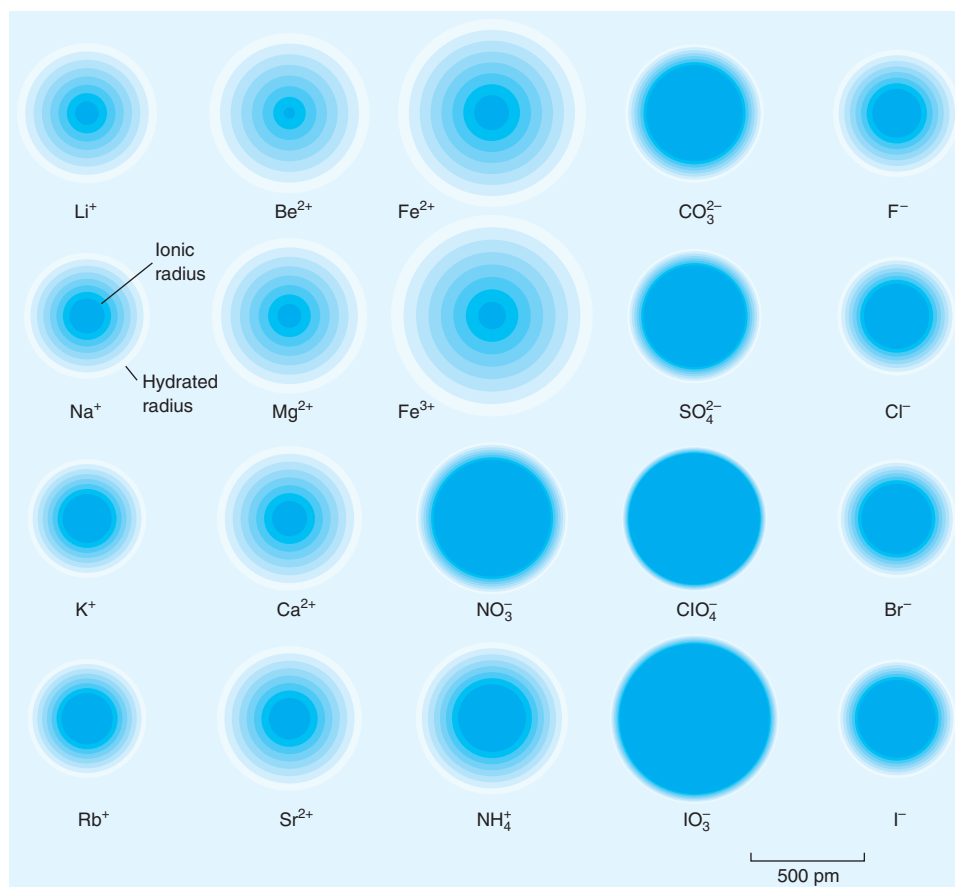 Li⁺ Be²⁺ Fe²⁺ CO₃²⁻ F⁻
Ionic
radius
Hydrated
radius
Na⁺ Mg²⁺ Fe³⁺ SO₄²⁻ Cl⁻
K⁺ Ca²⁺ NO₃⁻ ClO₄⁻ Br⁻
Rb⁺ Sr²⁺ NH₄⁺ IO₃⁻ I⁻
500 pm